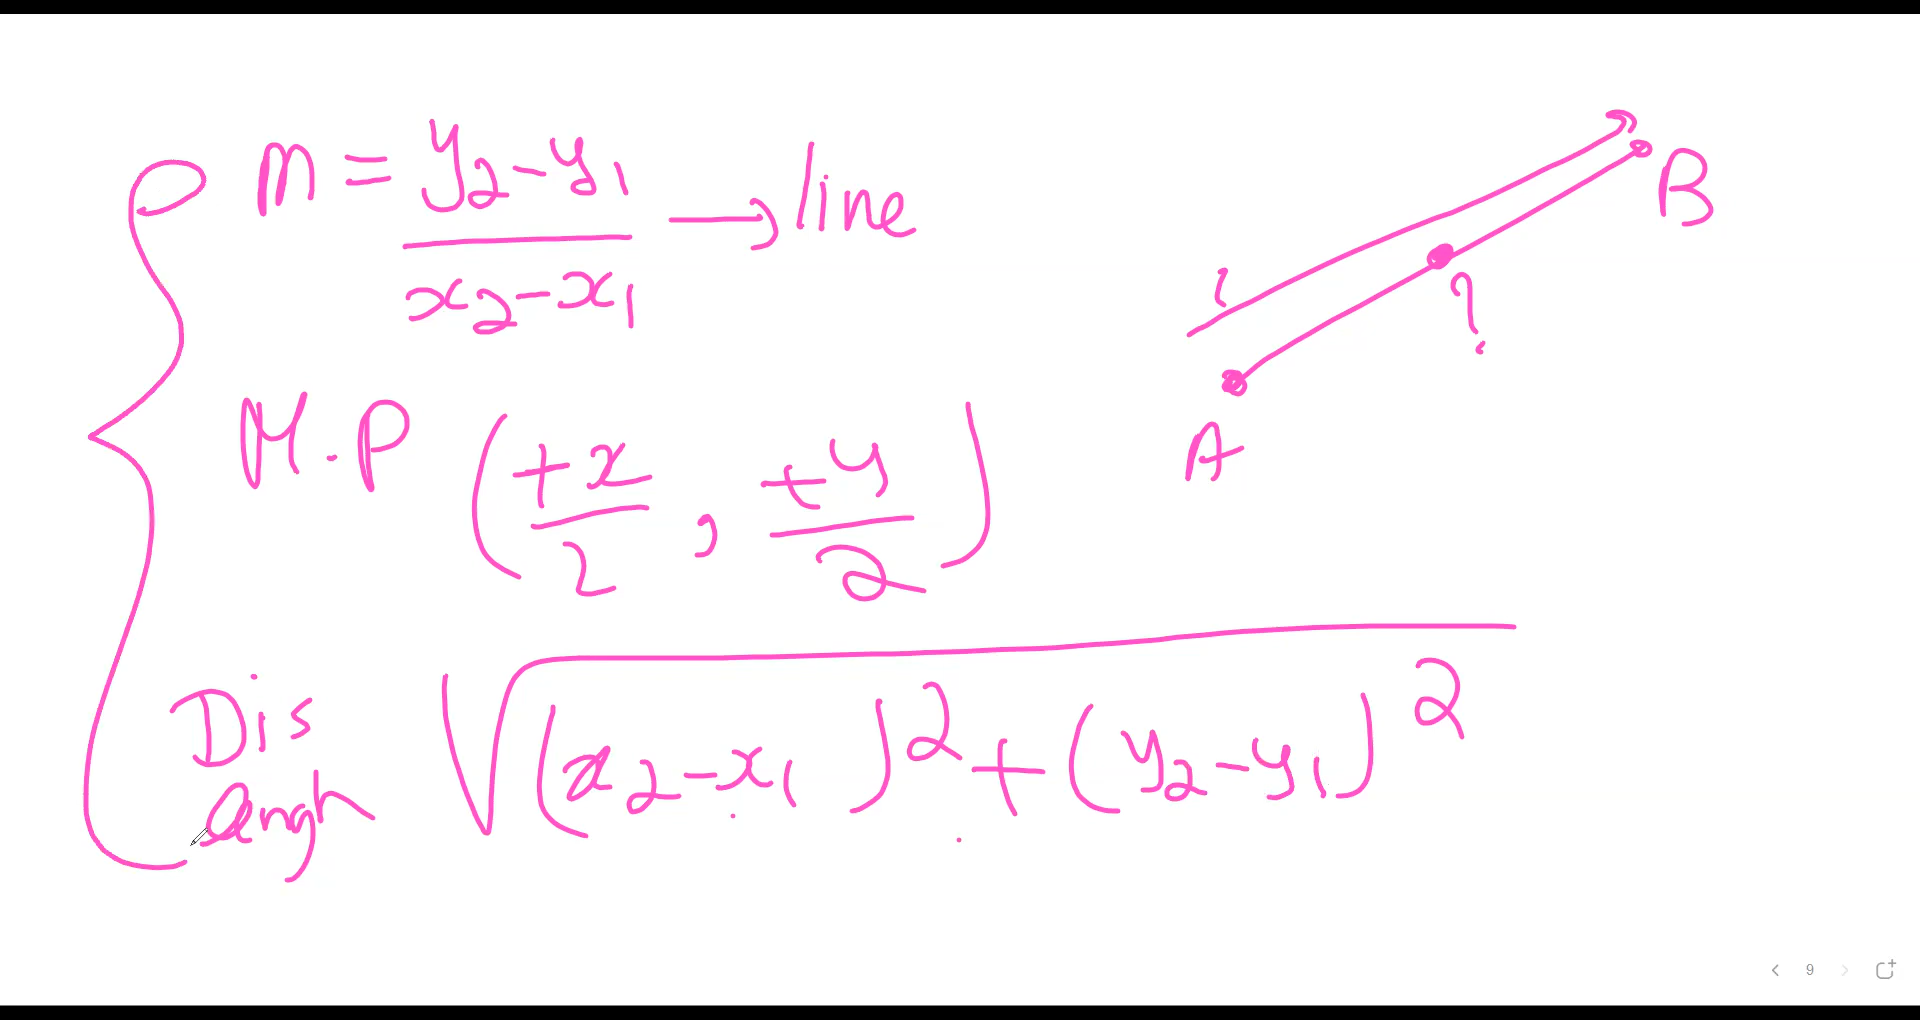 m = y2 - y1 / x2 - x1 → line
B
?
A
M.P ( +x / 2 , +y / 2 )
Dis √(x2 - x1)² + (y2 - y1)²
9